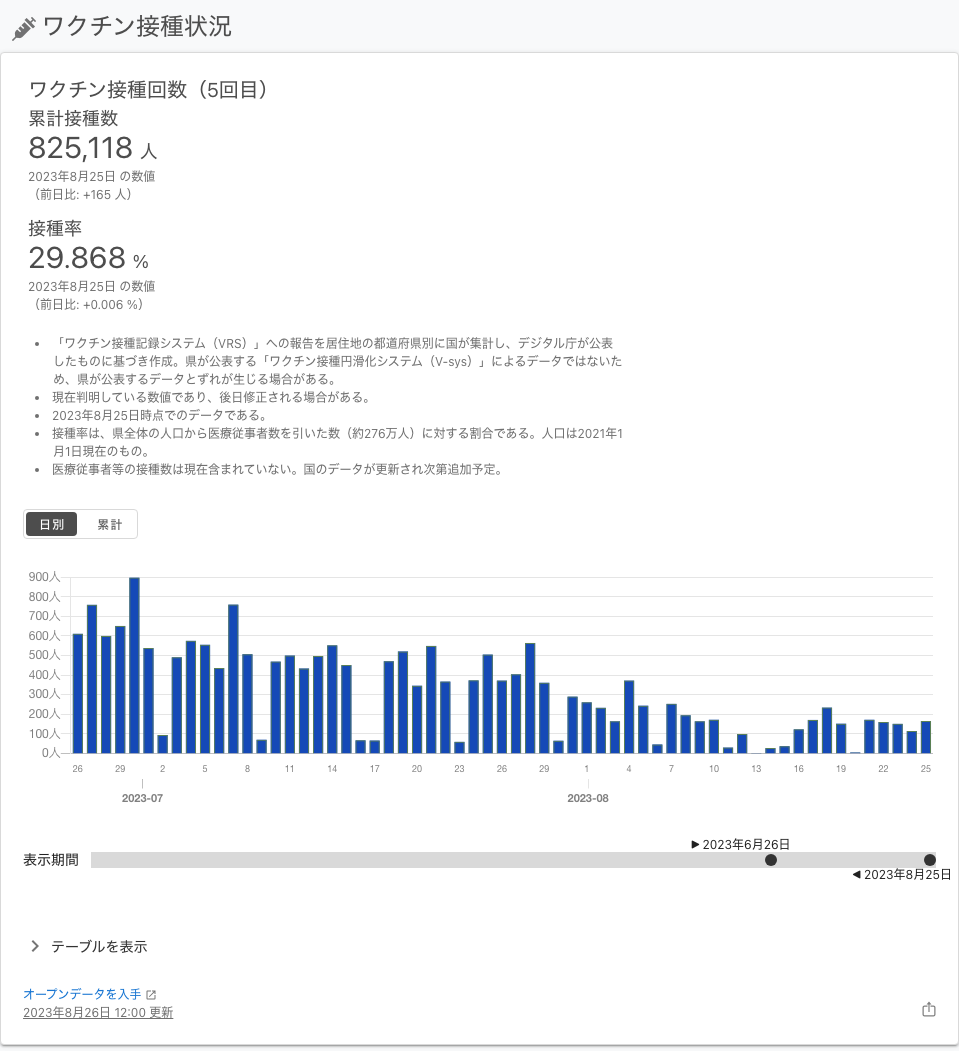 ワクチン接種状況
ワクチン接種回数（5回目）
累計接種数
825,118 人
2023年8月25日 の数値
（前日比: +165 人）
接種率
29.868 %
2023年8月25日 の数値
（前日比: +0.006 %）
• 「ワクチン接種記録システム（VRS）」への報告を居住地の都道府県別に国が集計し、デジタル庁が公表
したものに基づき作成。県が公表する「ワクチン接種円滑化システム（V-sys）」によるデータではないた
め、県が公表するデータとずれが生じる場合がある。
• 現在判明している数値であり、後日修正される場合がある。
• 2023年8月25日時点でのデータである。
• 接種率は、県全体の人口から医療従事者数を引いた数（約276万人）に対する割合である。人口は2021年1
月1日現在のもの。
• 医療従事者等の接種数は現在含まれていない。国のデータが更新され次第追加予定。
日別 累計
900人
800人
700人
600人
500人
400人
300人
200人
100人
0人
26 29 2 5 8 11 14 17 20 23 26 29 1 4 7 10 13 16 19 22 25
2023-07 2023-08
▶ 2023年6月26日
表示期間
◀ 2023年8月25日
テーブルを表示
オープンデータを入手
2023年8月26日 12:00 更新